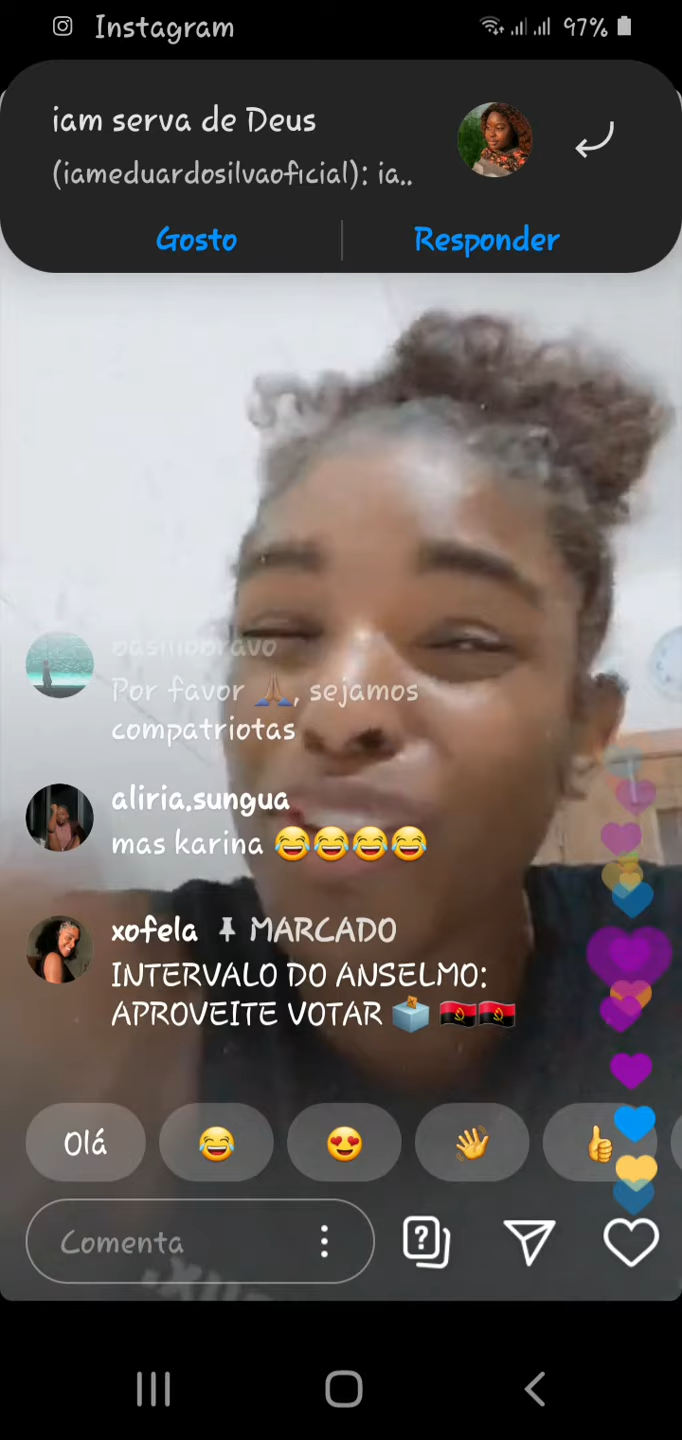 Instagram
97%
iam serva de Deus
(iameduardosilvaoficial): ia..
Gosto
Responder
basiliobravo
Por favor 🙏🏾, sejamos
compatriotas
aliria.sungua
mas karina 😂😂😂😂
xofela 📌 MARCADO
INTERVALO DO ANSELMO:
APROVEITE VOTAR 🗳️ 🇦🇴🇦🇴
Olá
Comenta